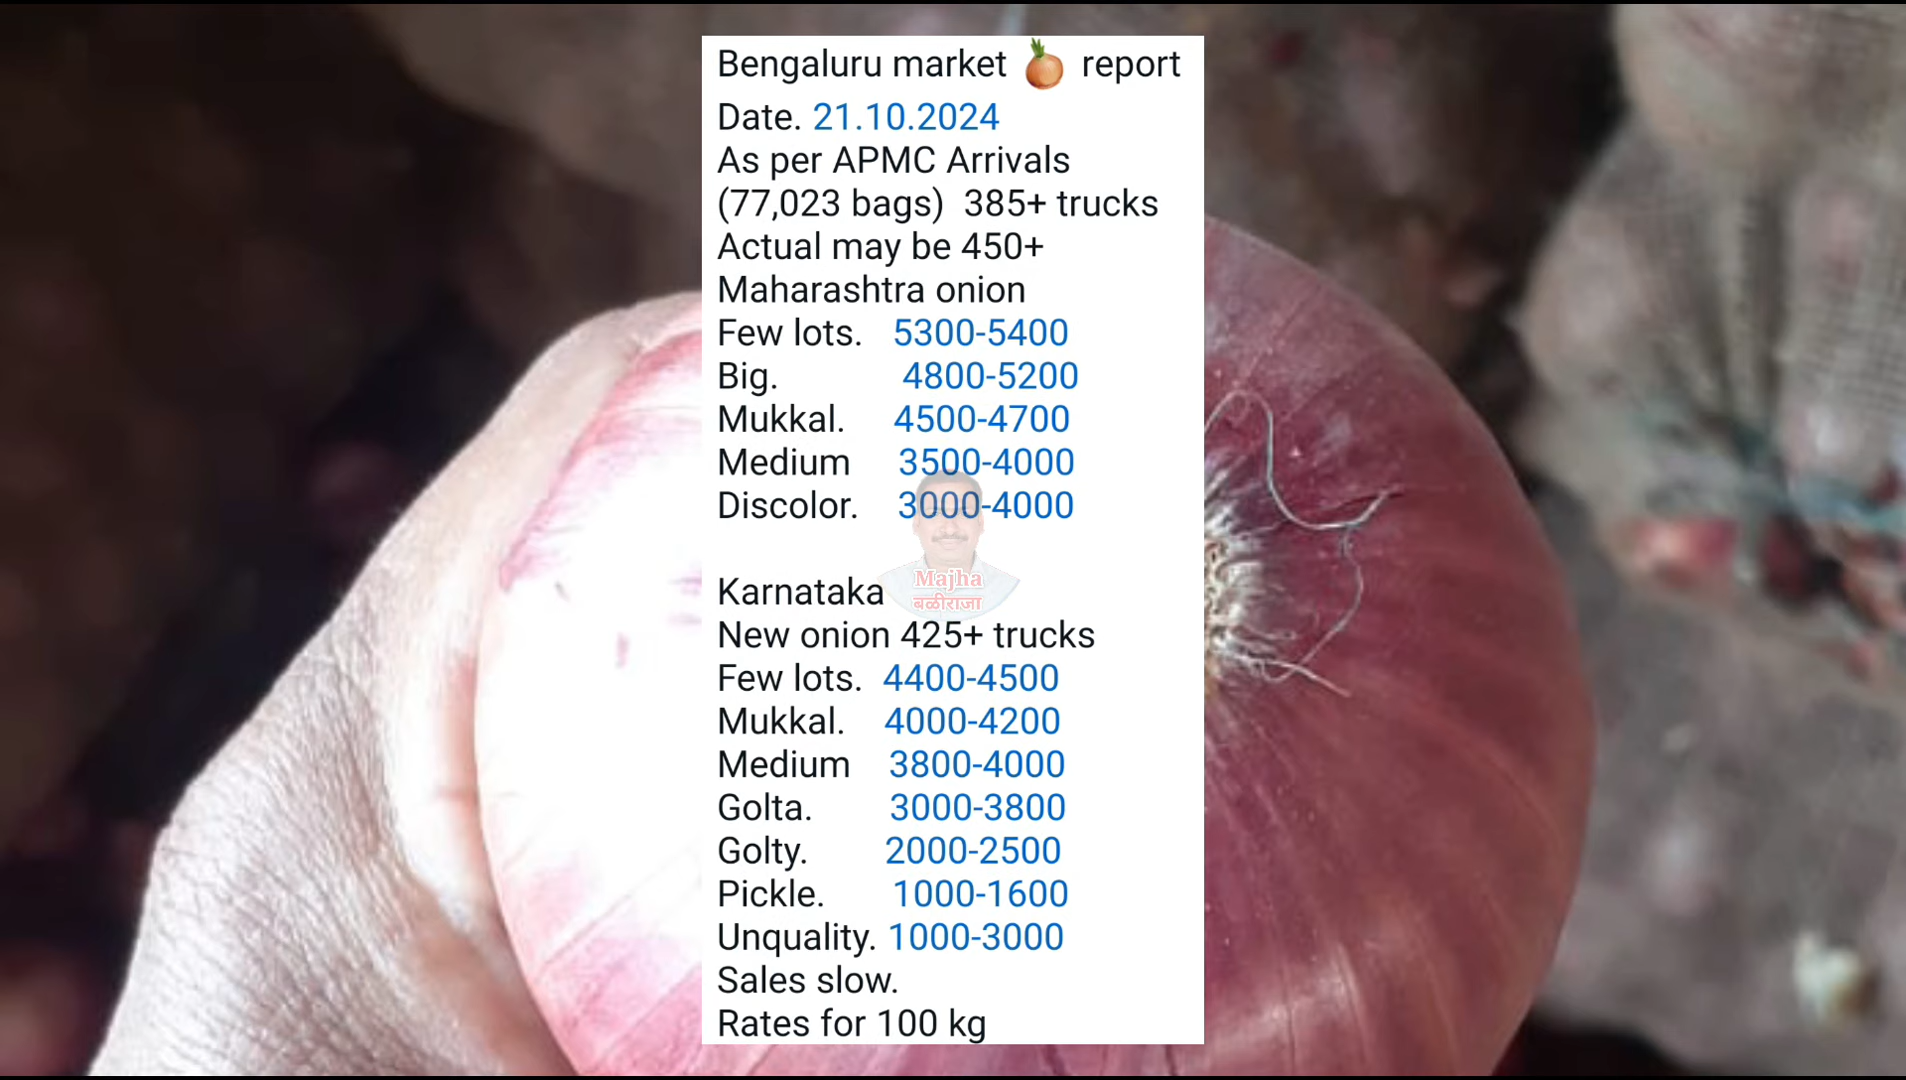 Bengaluru market 🧅 report
Date. 21.10.2024
As per APMC Arrivals
(77,023 bags) 385+ trucks
Actual may be 450+
Maharashtra onion
Few lots. 5300-5400
Big. 4800-5200
Mukkal. 4500-4700
Medium 3500-4000
Discolor. 3000-4000
Majha
बळीराजा
Karnataka
New onion 425+ trucks
Few lots. 4400-4500
Mukkal. 4000-4200
Medium 3800-4000
Golta. 3000-3800
Golty. 2000-2500
Pickle. 1000-1600
Unquality. 1000-3000
Sales slow.
Rates for 100 kg